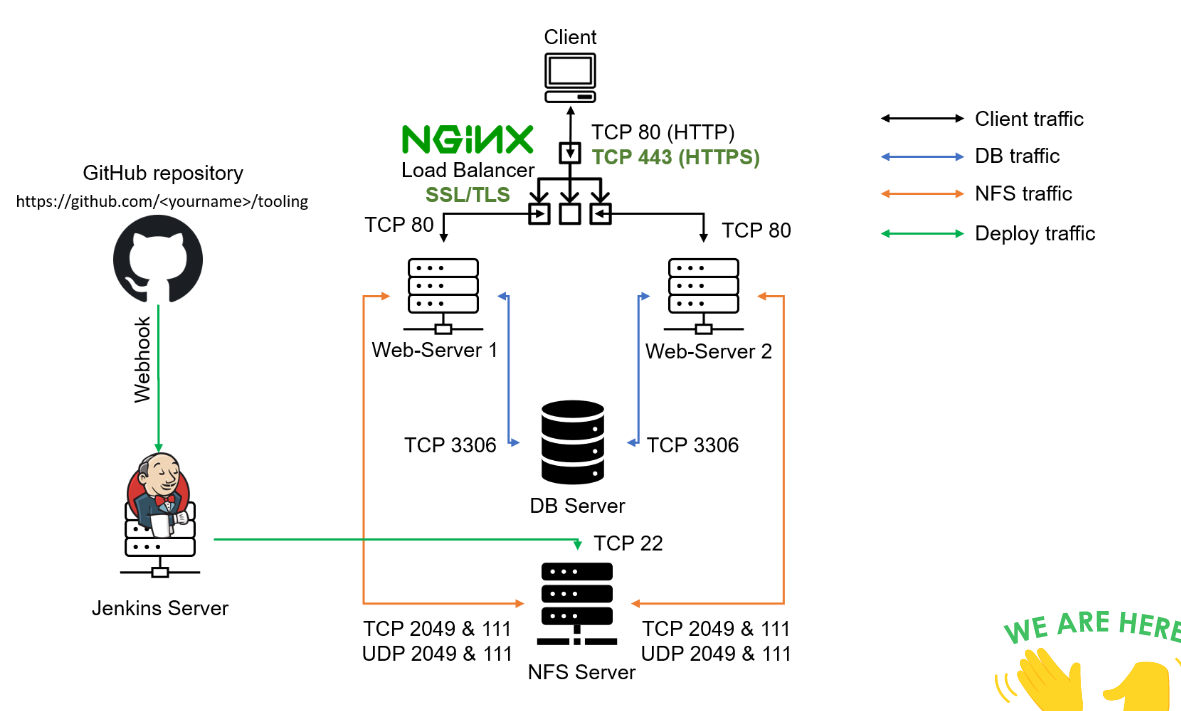 Client
TCP 80 (HTTP)
TCP 443 (HTTPS)
NGINX
Load Balancer
SSL/TLS
Client traffic
DB traffic
NFS traffic
Deploy traffic
GitHub repository
https://github.com/<yourname>/tooling
TCP 80
TCP 80
Webhook
Web-Server 1
Web-Server 2
TCP 3306
TCP 3306
DB Server
TCP 22
Jenkins Server
TCP 2049 & 111
UDP 2049 & 111
TCP 2049 & 111
UDP 2049 & 111
NFS Server
WE ARE HERE